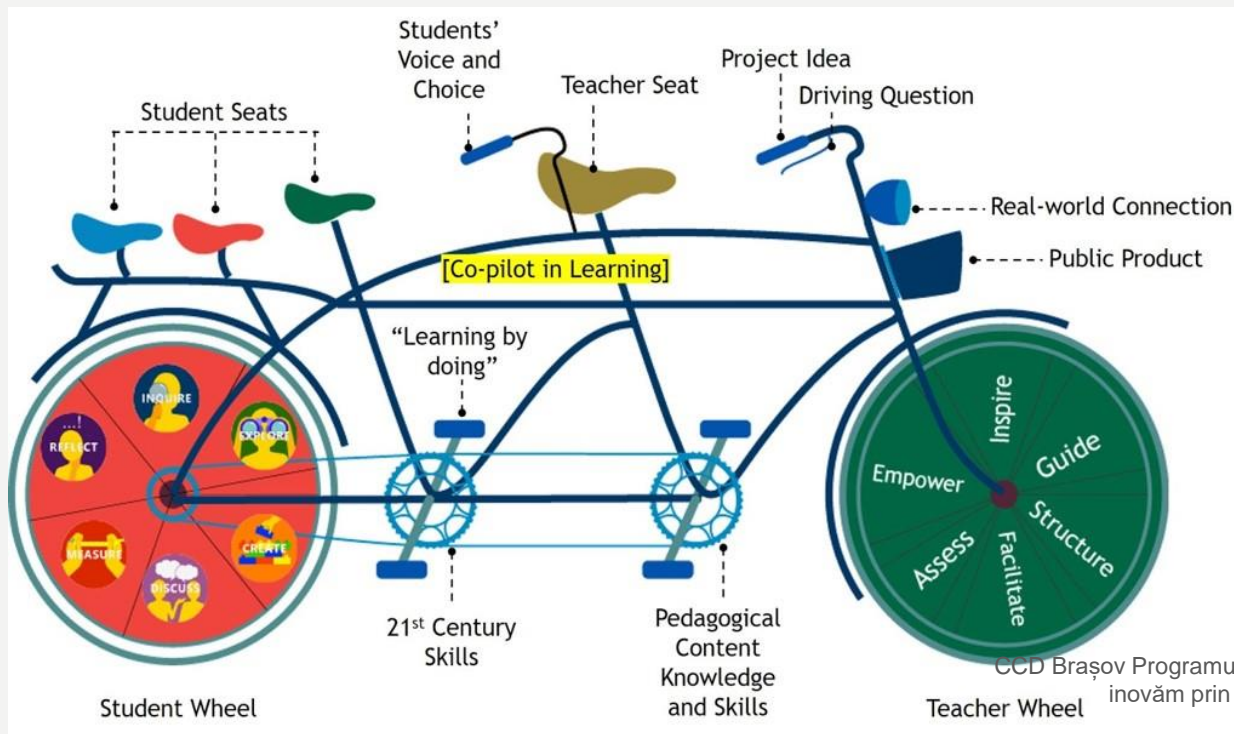 Students'
Voice and
Choice
Teacher Seat
Project Idea
Driving Question
Student Seats
Real-world Connection
Public Product
[Co-pilot in Learning]
"Learning by
doing"
INQUIRE
EXPLORE
REFLECT
MEASURE
DISCUSS
CREATE
Inspire
Guide
Empower
Structure
Assess
Facilitate
21st Century
Skills
Pedagogical
Content
Knowledge
and Skills
Student Wheel
Teacher Wheel
CCD Brașov Programu
inovăm prin